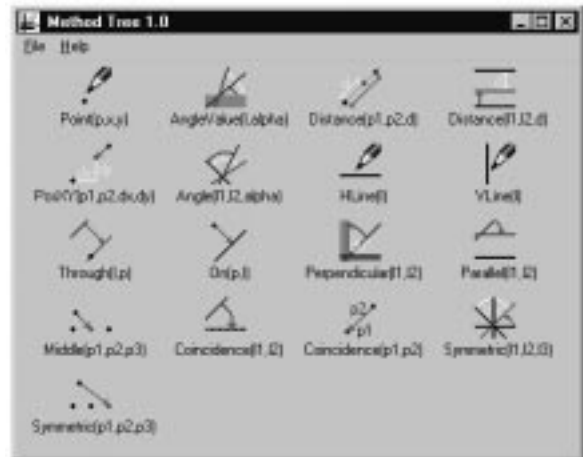 Method Tree 1.0
File Help
Point(p,x,y) AngleValue(l,alpha) Distance(p1,p2,d) Distance(l1,l2,d)
PosXY(p1,p2,dx,dy) Angle(l1,l2,alpha) HLine(l) VLine(l)
Through(l,p) On(p,l) Perpendicular(l1,l2) Parallel(l1,l2)
p2
p1
Middle(p1,p2,p3) Coincidence(l1,l2) Coincidence(p1,p2) Symmetric(l1,l2,l3)
Symmetric(p1,p2,p3)